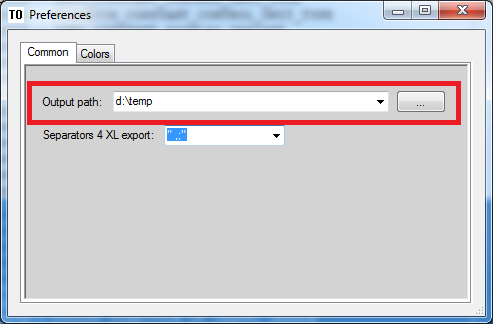 TO Preferences
Common Colors
Output path: d:\temp ...
Separators 4 XL export: " ,;"